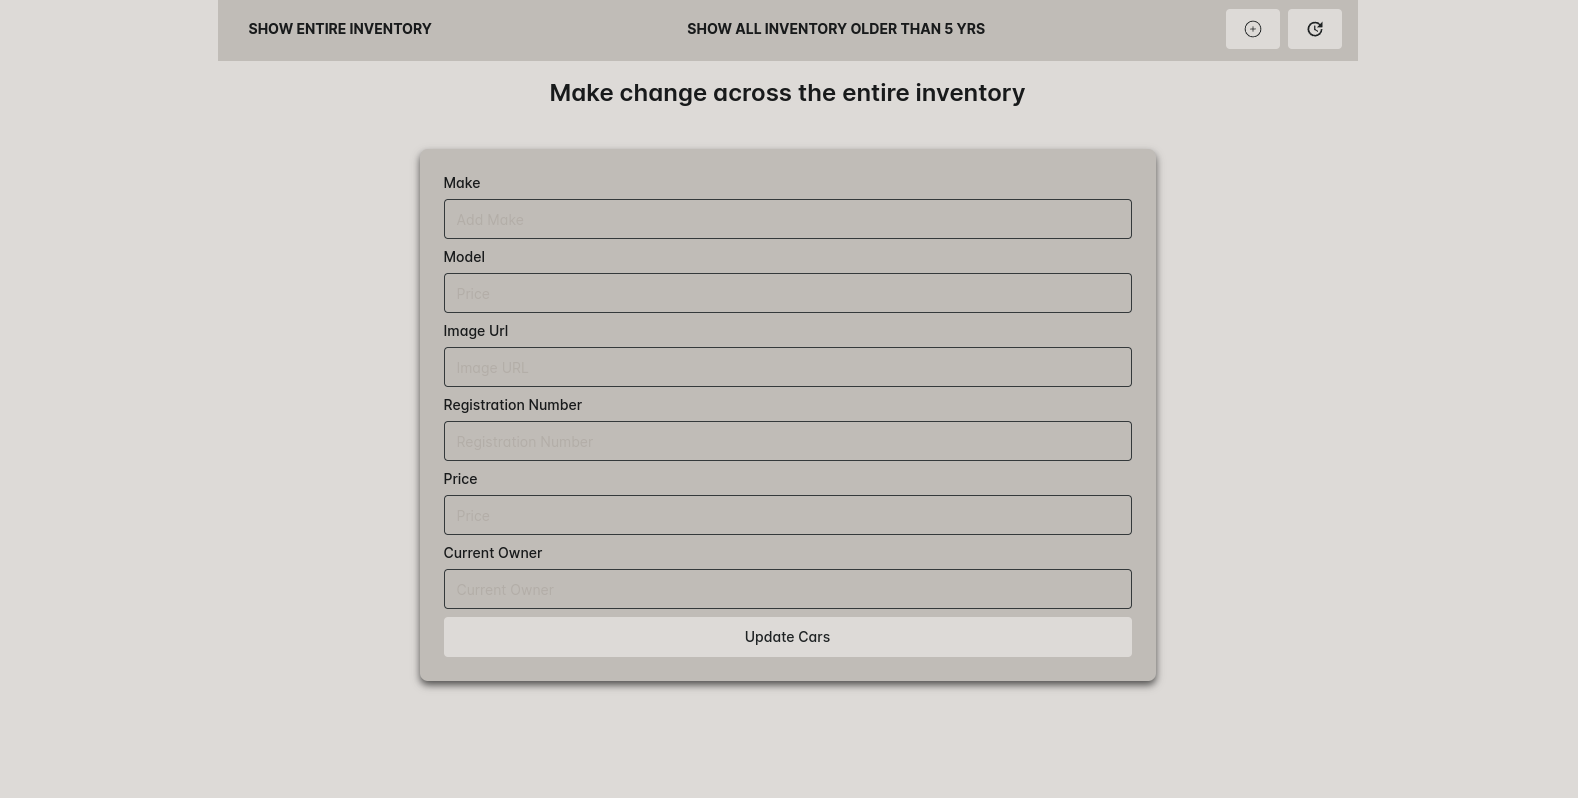 SHOW ENTIRE INVENTORY
SHOW ALL INVENTORY OLDER THAN 5 YRS
Make change across the entire inventory
Make
Add Make
Model
Price
Image Url
Image URL
Registration Number
Registration Number
Price
Price
Current Owner
Current Owner
Update Cars